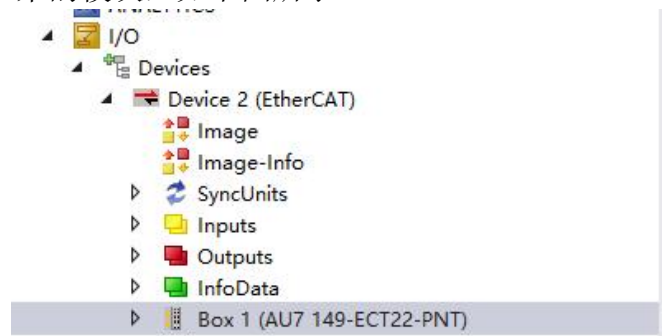 I/O
Devices
Device 2 (EtherCAT)
Image
Image-Info
SyncUnits
Inputs
Outputs
InfoData
Box 1 (AU7 149-ECT22-PNT)